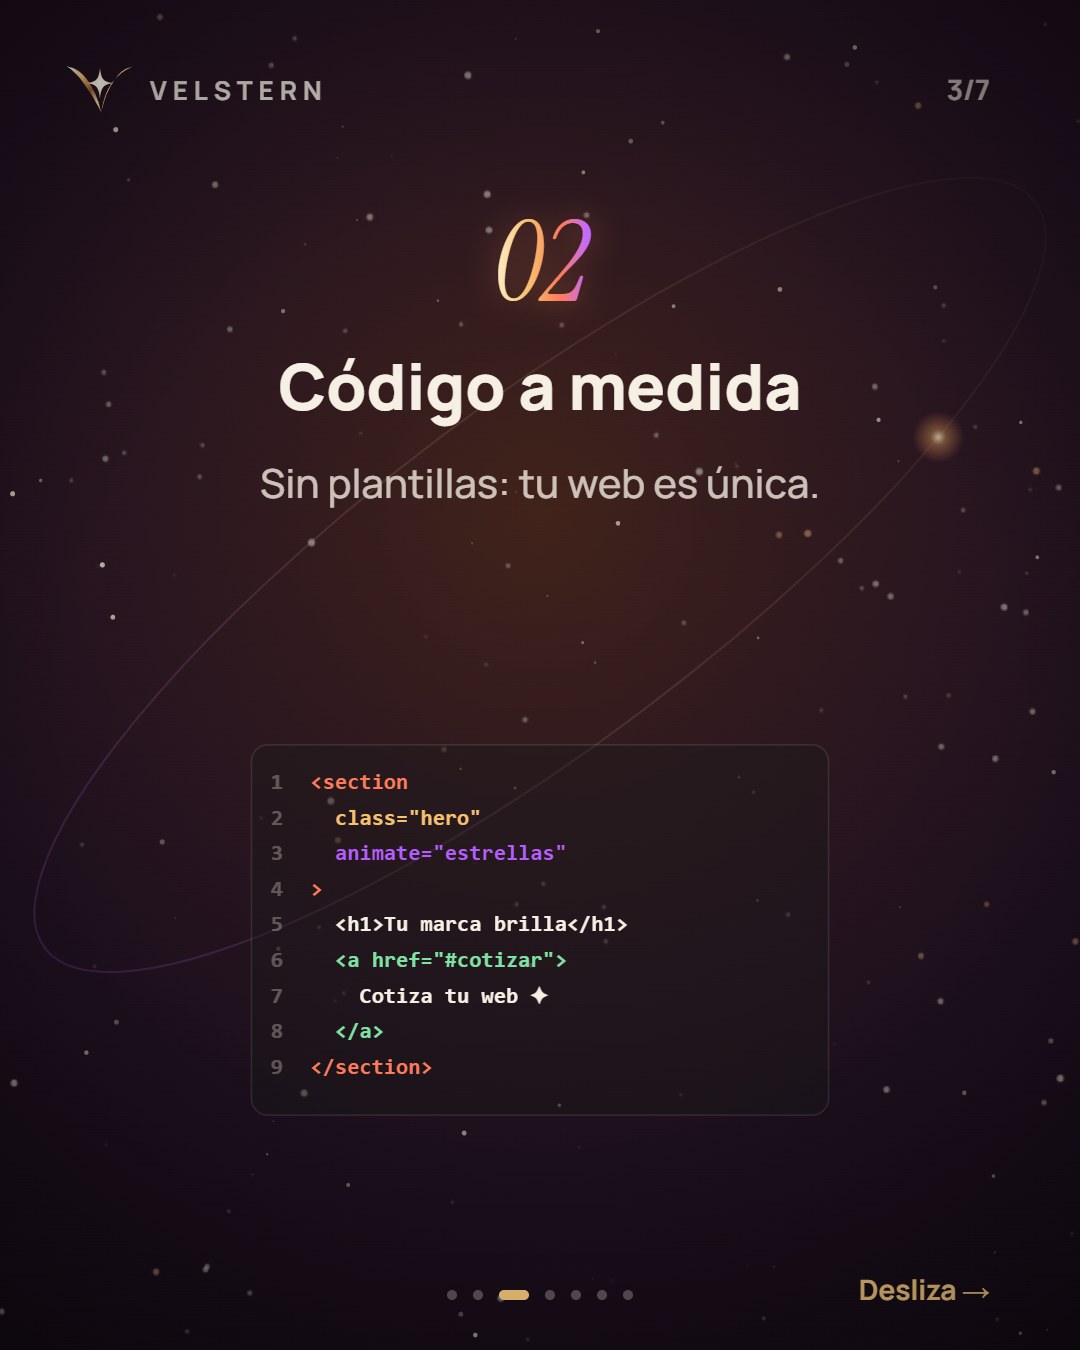 VELSTERN
3/7
02
Código a medida
Sin plantillas: tu web es única.
1 <section
2 class="hero"
3 animate="estrellas"
4 >
5 <h1>Tu marca brilla</h1>
6 <a href="#cotizar">
7 Cotiza tu web ✦
8 </a>
9 </section>
Desliza →